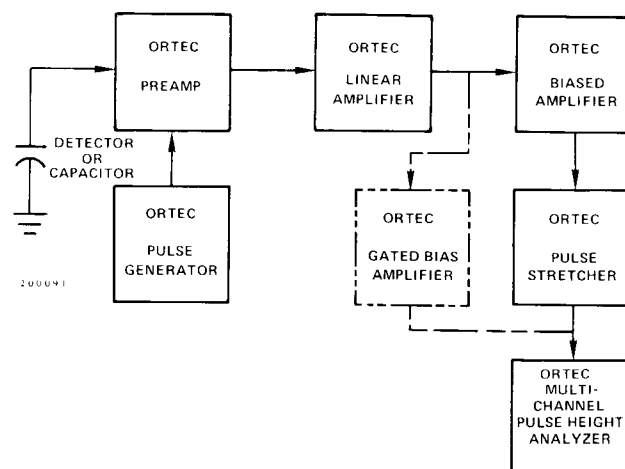 ORTEC
PREAMP
ORTEC
LINEAR
AMPLIFIER
ORTEC
BIASED
AMPLIFIER
DETECTOR
OR
CAPACITOR
ORTEC
PULSE
GENERATOR
ORTEC
GATED BIAS
AMPLIFIER
ORTEC
PULSE
STRETCHER
200091
ORTEC
MULTI-
CHANNEL
PULSE HEIGHT
ANALYZER